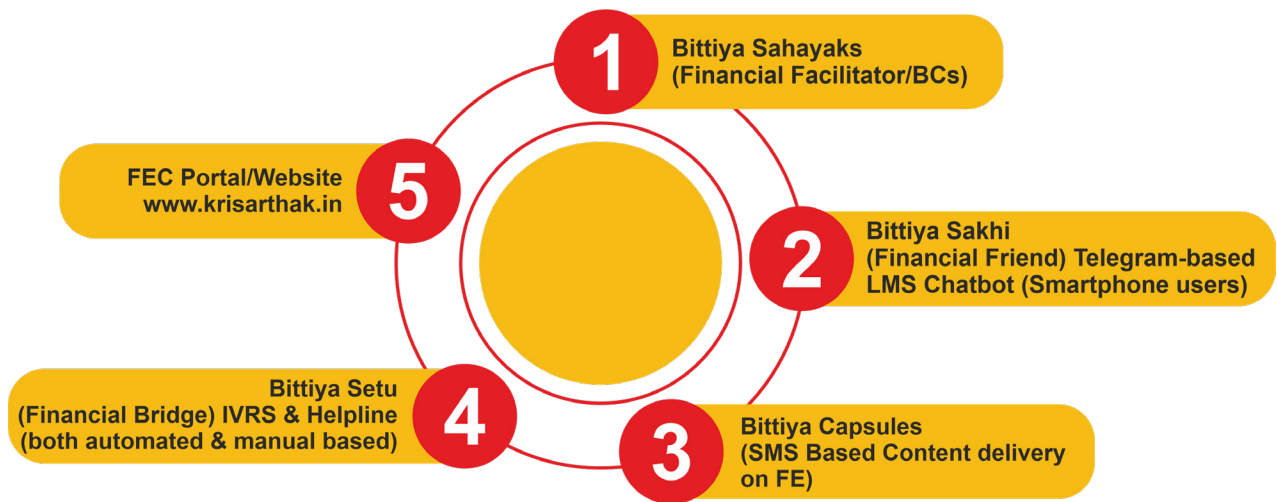 1
Bittiya Sahayaks
(Financial Facilitator/BCs)
2
Bittiya Sakhi
(Financial Friend) Telegram-based
LMS Chatbot (Smartphone users)
3
Bittiya Capsules
(SMS Based Content delivery
on FE)
4
Bittiya Setu
(Financial Bridge) IVRS & Helpline
(both automated & manual based)
5
FEC Portal/Website
www.krisarthak.in